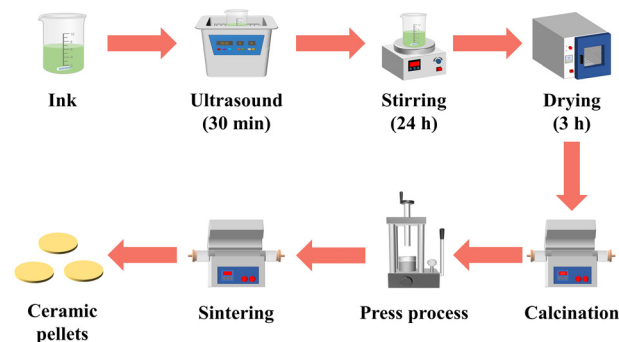 Ink
Ultrasound
(30 min)
Stirring
(24 h)
Drying
(3 h)
Ceramic
pellets
Sintering
Press process
Calcination